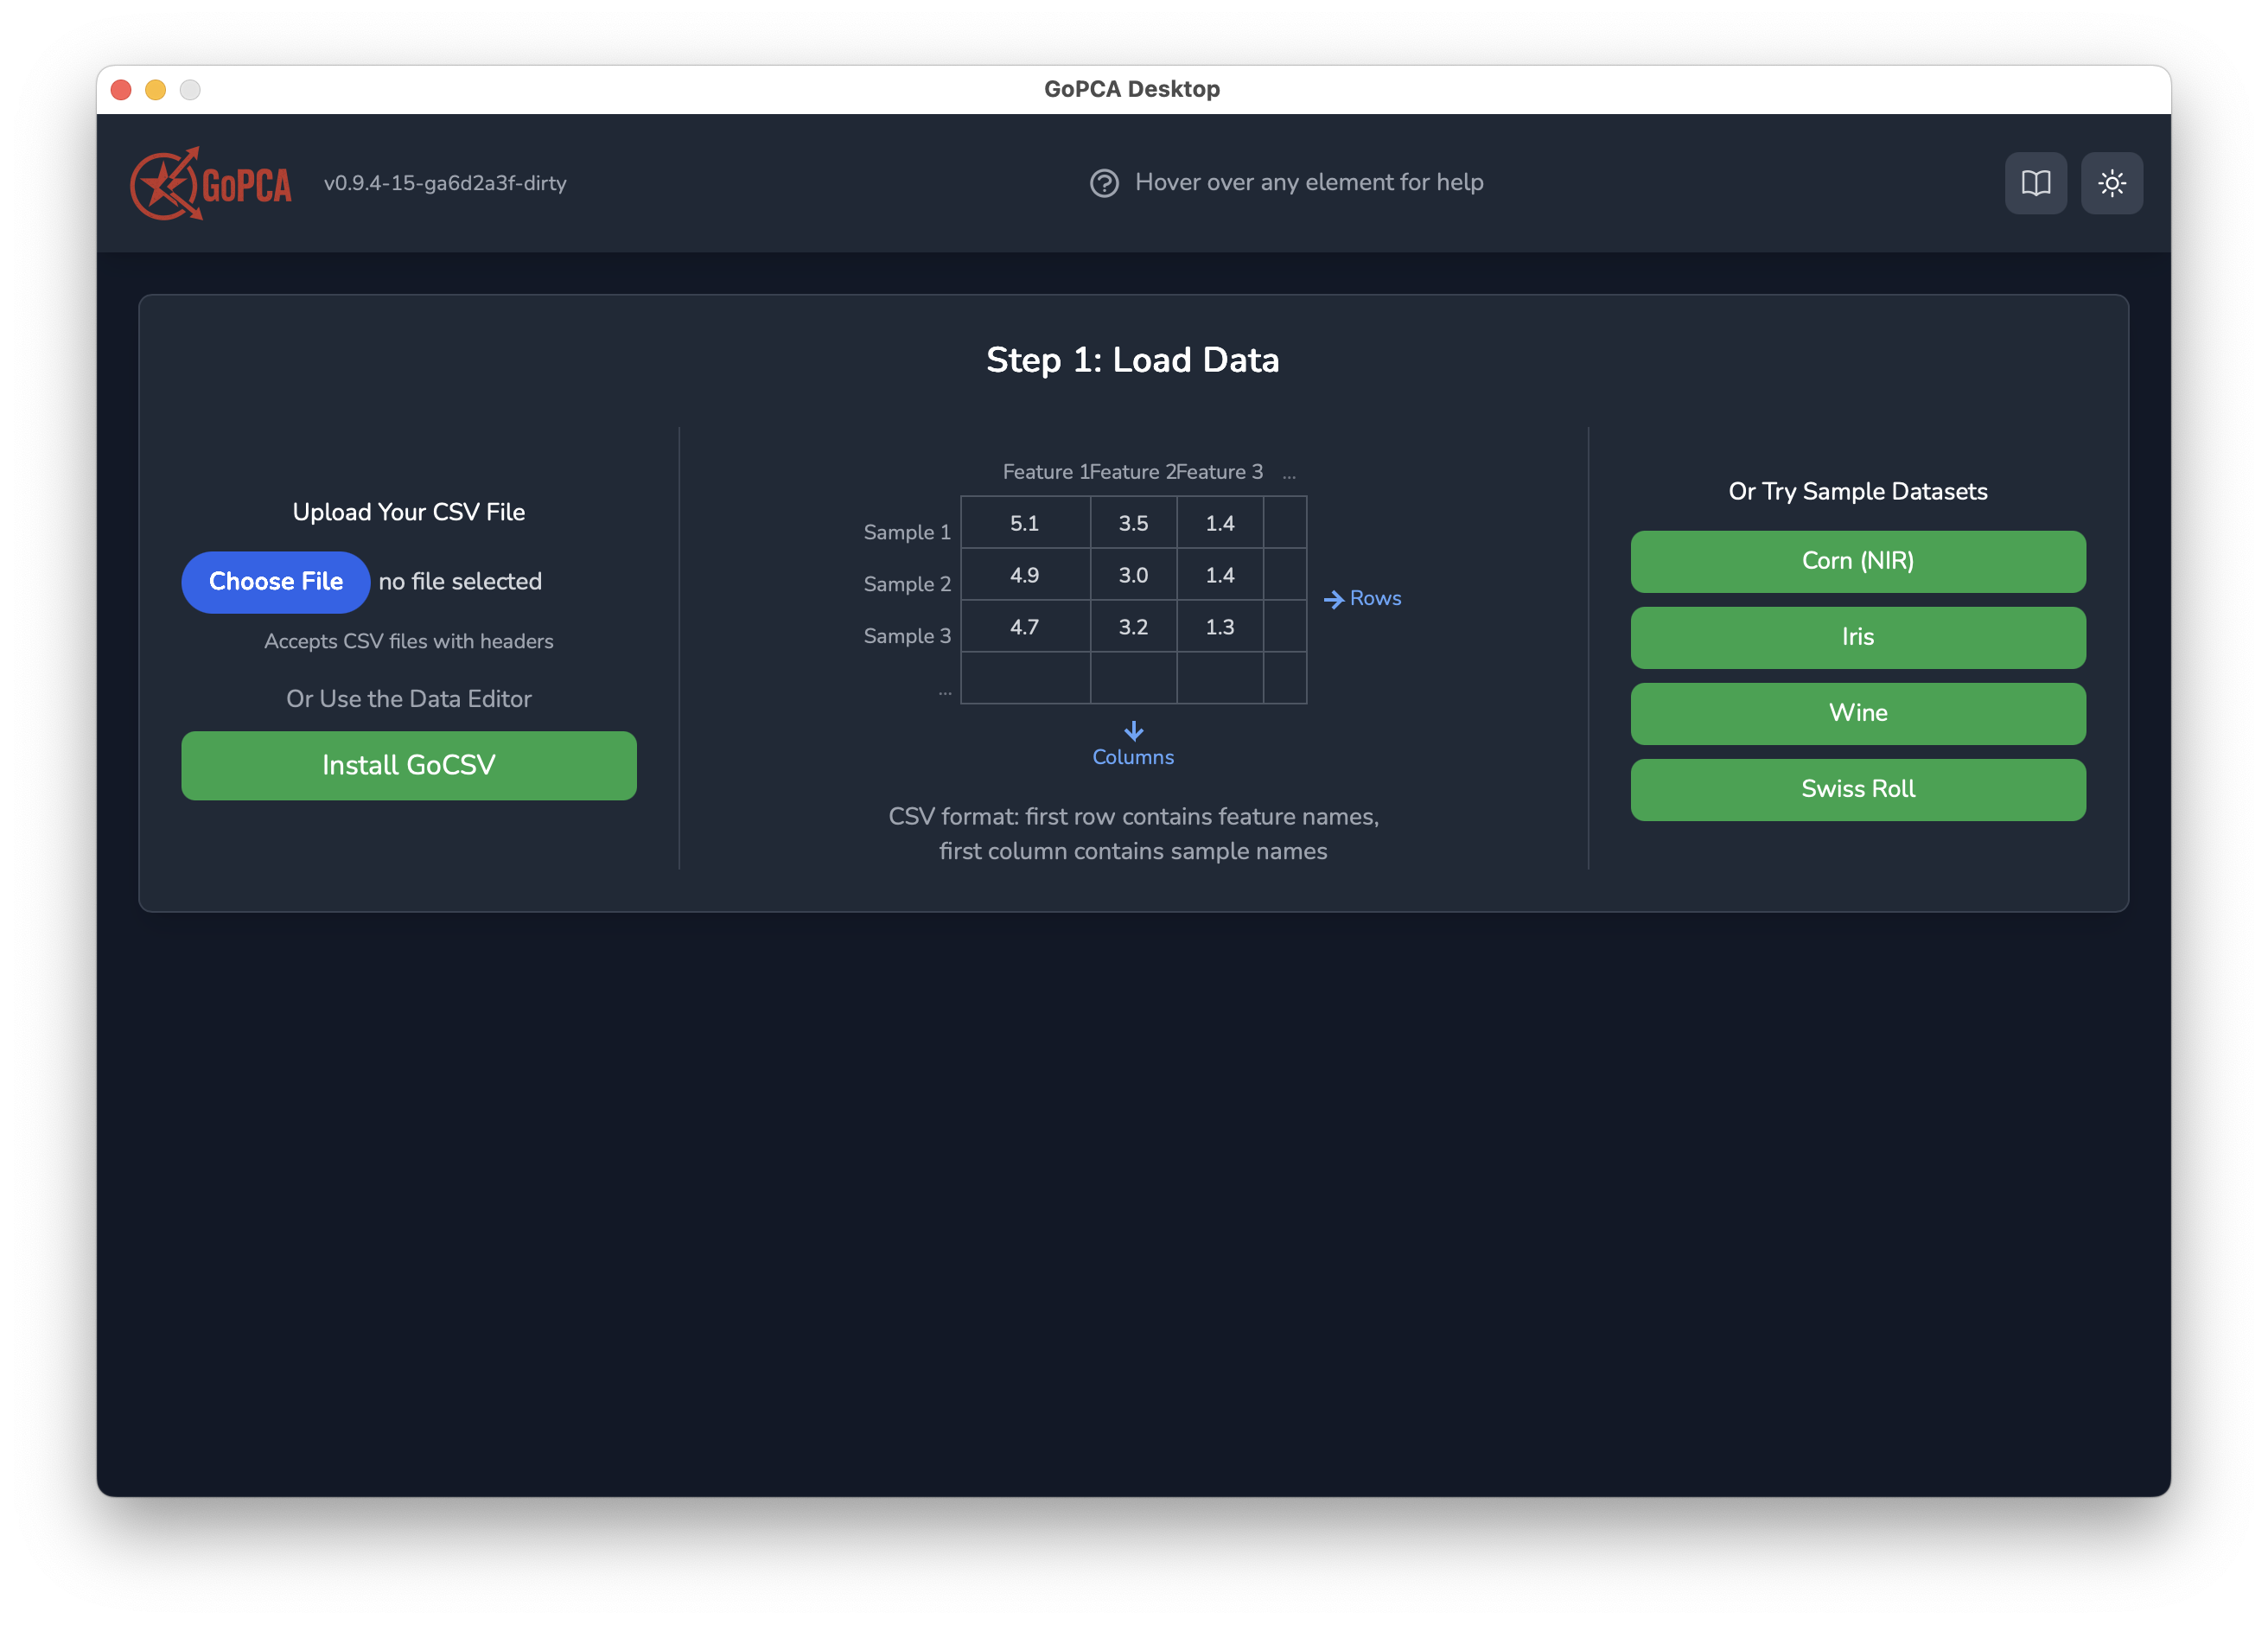 GoPCA Desktop
GoPCA
v0.9.4-15-ga6d2a3f-dirty
Hover over any element for help
Step 1: Load Data
Upload Your CSV File
Choose File no file selected
Accepts CSV files with headers
Or Use the Data Editor
Install GoCSV
Feature 1 Feature 2 Feature 3 ...
Sample 1 5.1 3.5 1.4
Sample 2 4.9 3.0 1.4
Sample 3 4.7 3.2 1.3
...
Rows
Columns
CSV format: first row contains feature names,
first column contains sample names
Or Try Sample Datasets
Corn (NIR)
Iris
Wine
Swiss Roll